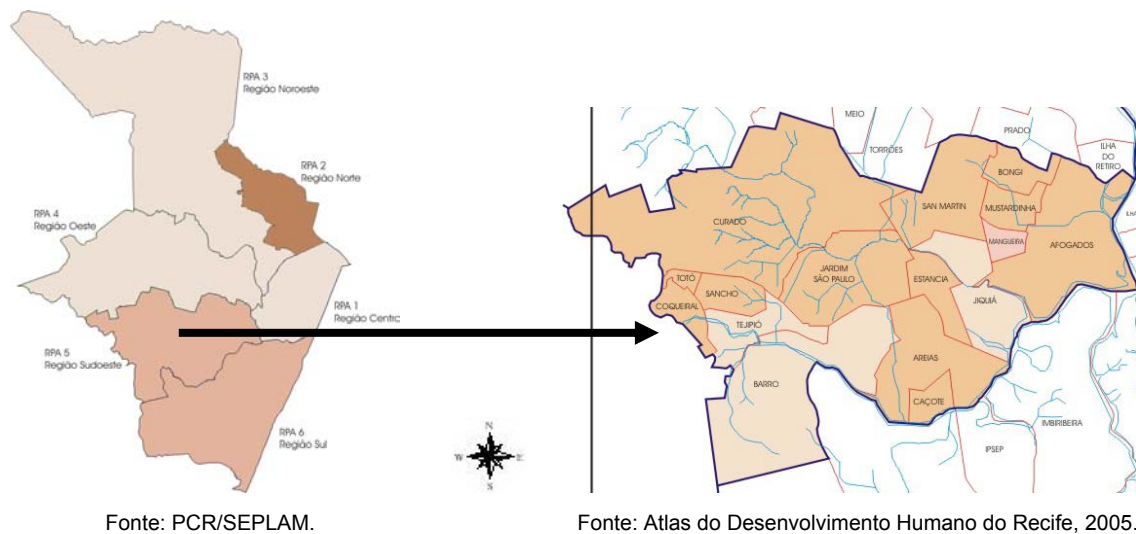 RPA 3
Região Noroeste
RPA 2
Região Norte
RPA 4
Região Oeste
RPA 1
Região Centro
RPA 5
Região Sudoeste
RPA 6
Região Sul
N
W
E
S
MEIO
TORRÕES
PRADO
ILHA
DO
RETIRO
BONGI
SAN MARTIN
MUSTARDINHA
CURADO
MANGUEIRA
AFOGADOS
JARDIM
SÃO PAULO
ESTANCIA
TOTÓ
SANCHO
COQUEIRAL
JIQUIÁ
TEJIPIÓ
AREIAS
BARRO
CAÇOTE
IMBIRIBEIRA
IPSEP
Fonte: PCR/SEPLAM.
Fonte: Atlas do Desenvolvimento Humano do Recife, 2005.